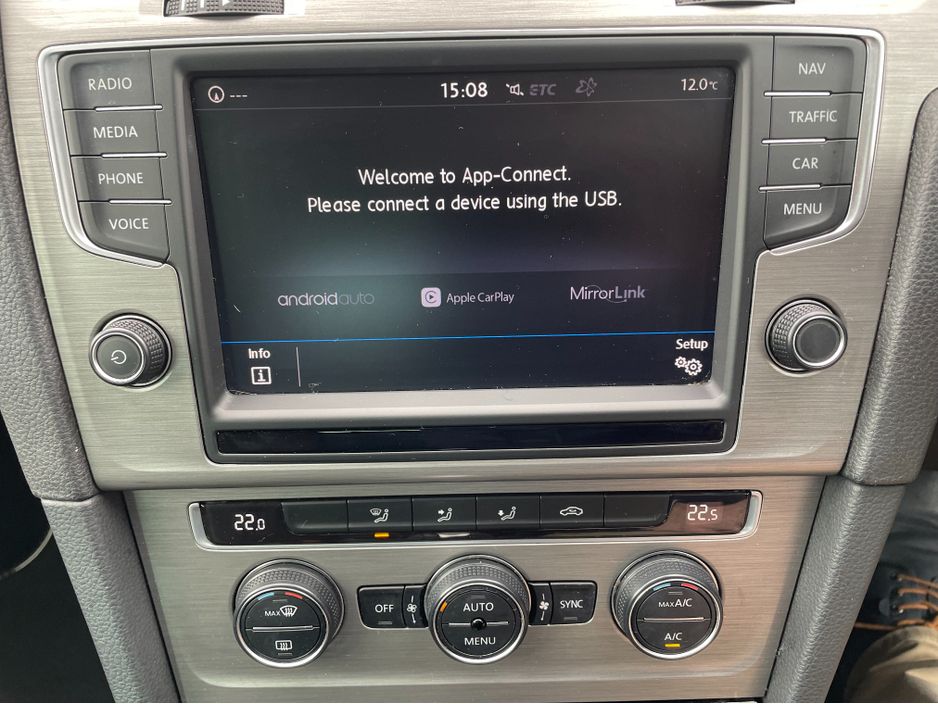 RADIO
MEDIA
PHONE
VOICE
--- 15:08 ETC 12.0°C
Welcome to App-Connect.
Please connect a device using the USB.
androidauto Apple CarPlay MirrorLink
Info Setup
NAV
TRAFFIC
CAR
MENU
22.0 22.5
MAX
OFF AUTO SYNC
MENU
MAX A/C
A/C